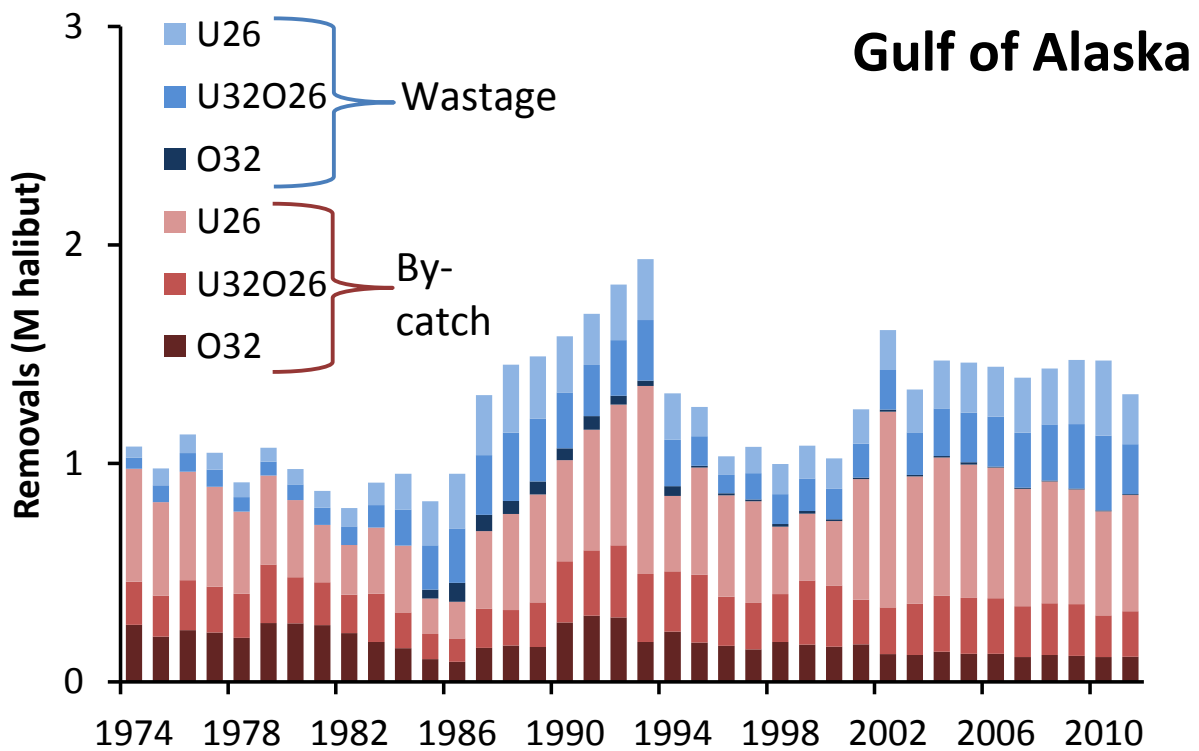 Gulf of Alaska
Removals (M halibut)
3
2
1
0
U26
U32O26
O32
Wastage
U26
U32O26
O32
By-
catch
1974 1978 1982 1986 1990 1994 1998 2002 2006 2010